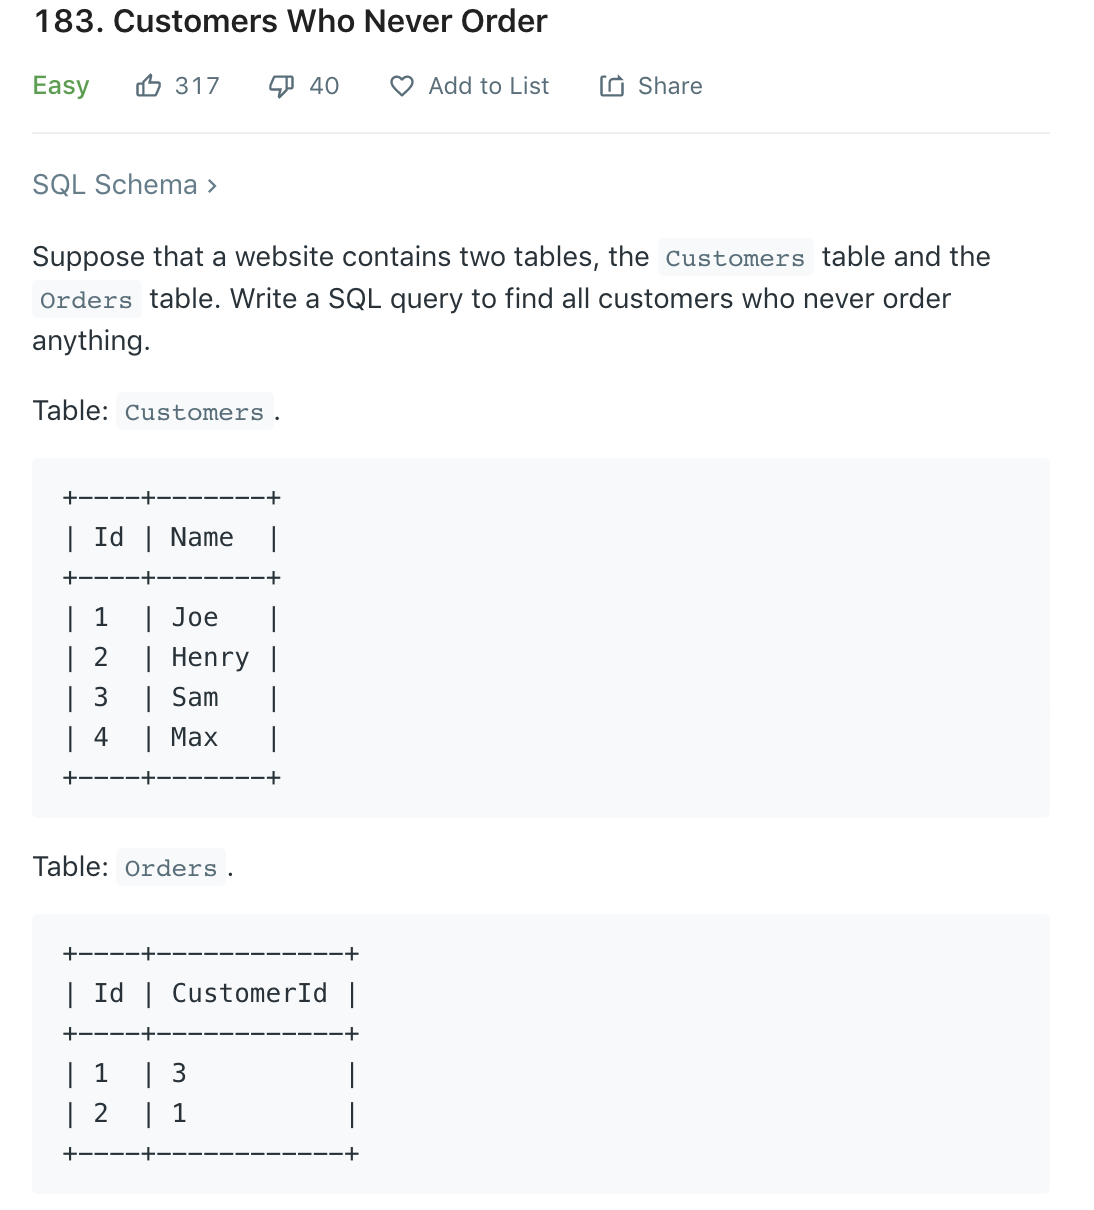 183. Customers Who Never Order
Easy 317 40 Add to List Share
SQL Schema >
Suppose that a website contains two tables, the Customers table and the
Orders table. Write a SQL query to find all customers who never order
anything.
Table: Customers.
+----+-------+
| Id | Name  |
+----+-------+
| 1  | Joe   |
| 2  | Henry |
| 3  | Sam   |
| 4  | Max   |
+----+-------+
Table: Orders.
+----+------------+
| Id | CustomerId |
+----+------------+
| 1  | 3          |
| 2  | 1          |
+----+------------+